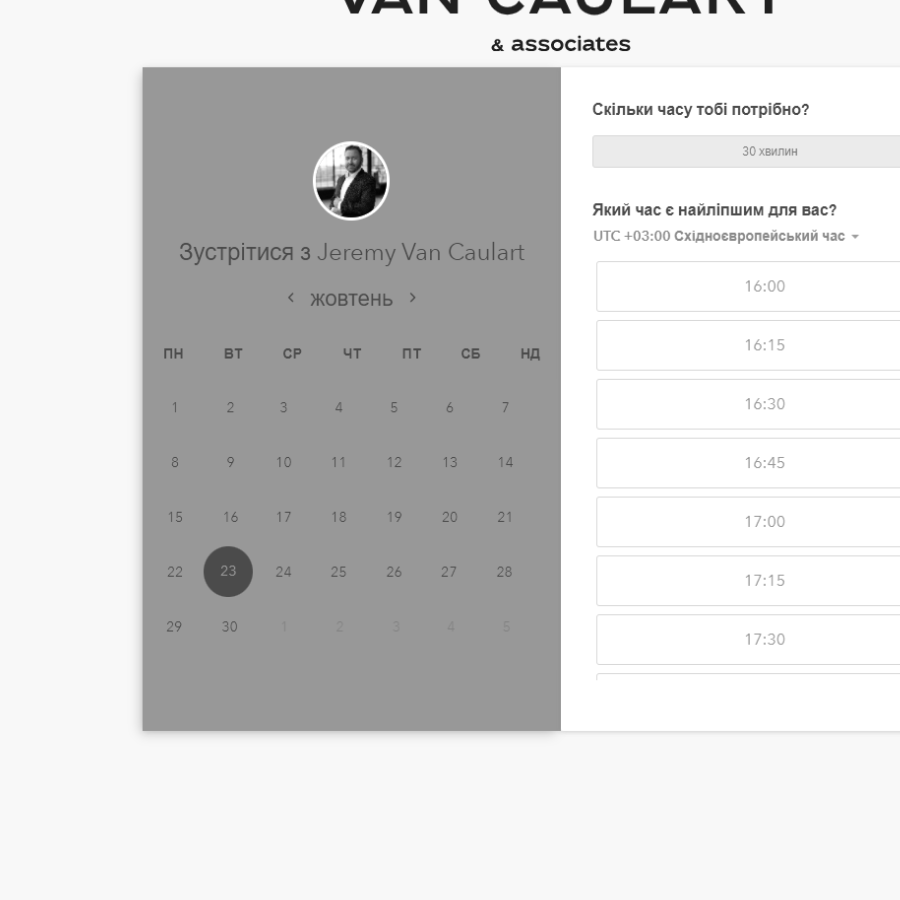 VAN CAULART
& associates
Зустрітися з Jeremy Van Caulart
жовтень
ПН ВТ СР ЧТ ПТ СБ НД
1 2 3 4 5 6 7
8 9 10 11 12 13 14
15 16 17 18 19 20 21
22 23 24 25 26 27 28
29 30 1 2 3 4 5
Скільки часу тобі потрібно?
30 хвилин
Який час є найліпшим для вас?
UTC +03:00 Східноєвропейський час
16:00
16:15
16:30
16:45
17:00
17:15
17:30